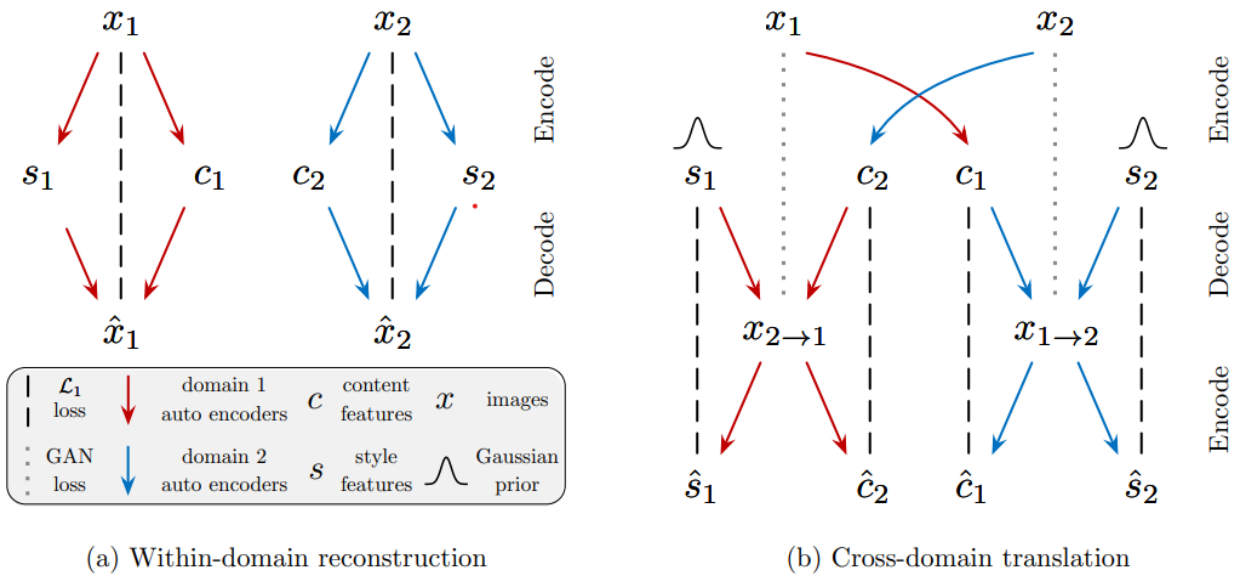 x₁ x₂
Encode
s₁ c₁ c₂ s₂
Decode
x̂₁ x̂₂
ℒ₁ loss
domain 1 auto encoders
c content features
x images
GAN loss
domain 2 auto encoders
s style features
Gaussian prior
(a) Within-domain reconstruction
x₁ x₂
Encode
s₁ c₂ c₁ s₂
Decode
x₂→₁ x₁→₂
Encode
ŝ₁ ĉ₂ ĉ₁ ŝ₂
(b) Cross-domain translation